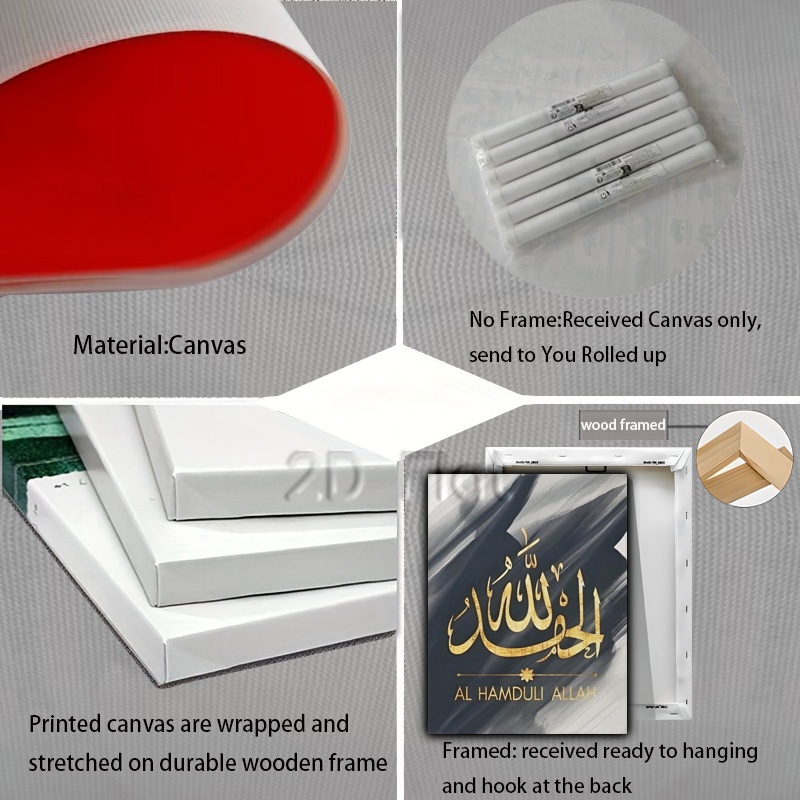 Material:Canvas
No Frame:Received Canvas only,
send to You Rolled up
2D Flat
wood framed
الحمد لله
AL HAMDULI ALLAH
Printed canvas are wrapped and
stretched on durable wooden frame
Framed: received ready to hanging
and hook at the back